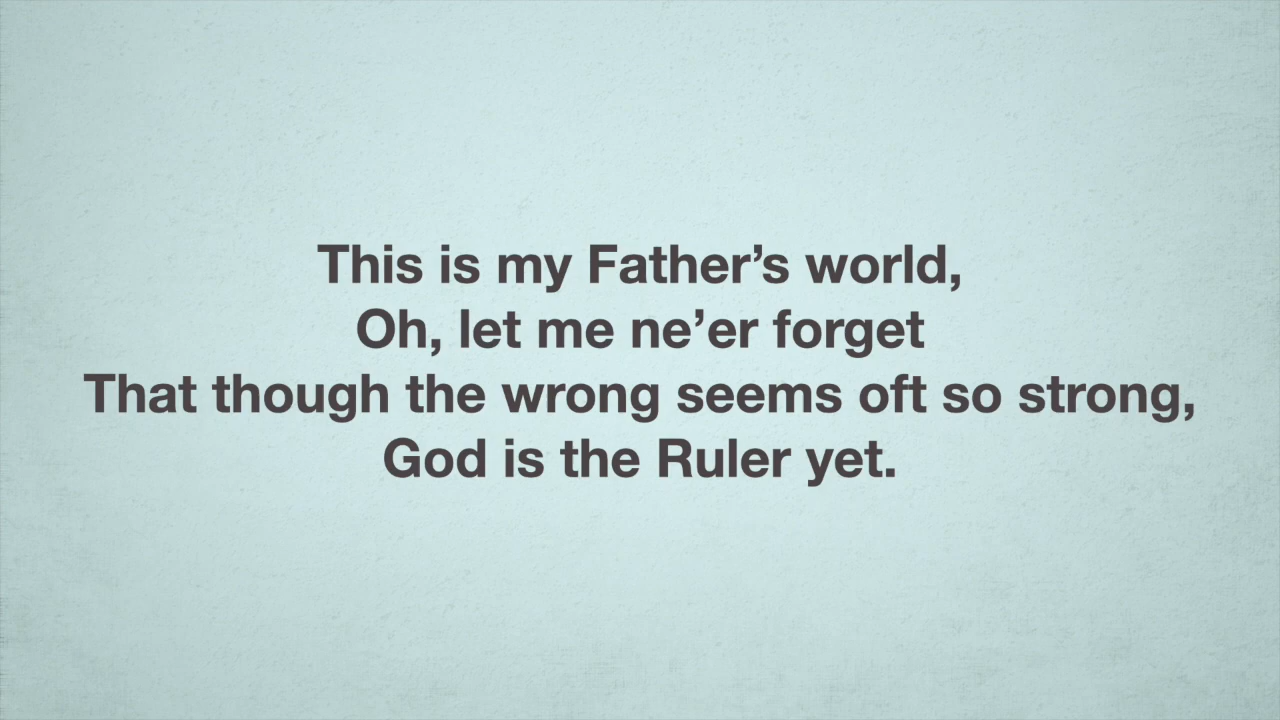 This is my Father’s world,
Oh, let me ne’er forget
That though the wrong seems oft so strong,
God is the Ruler yet.